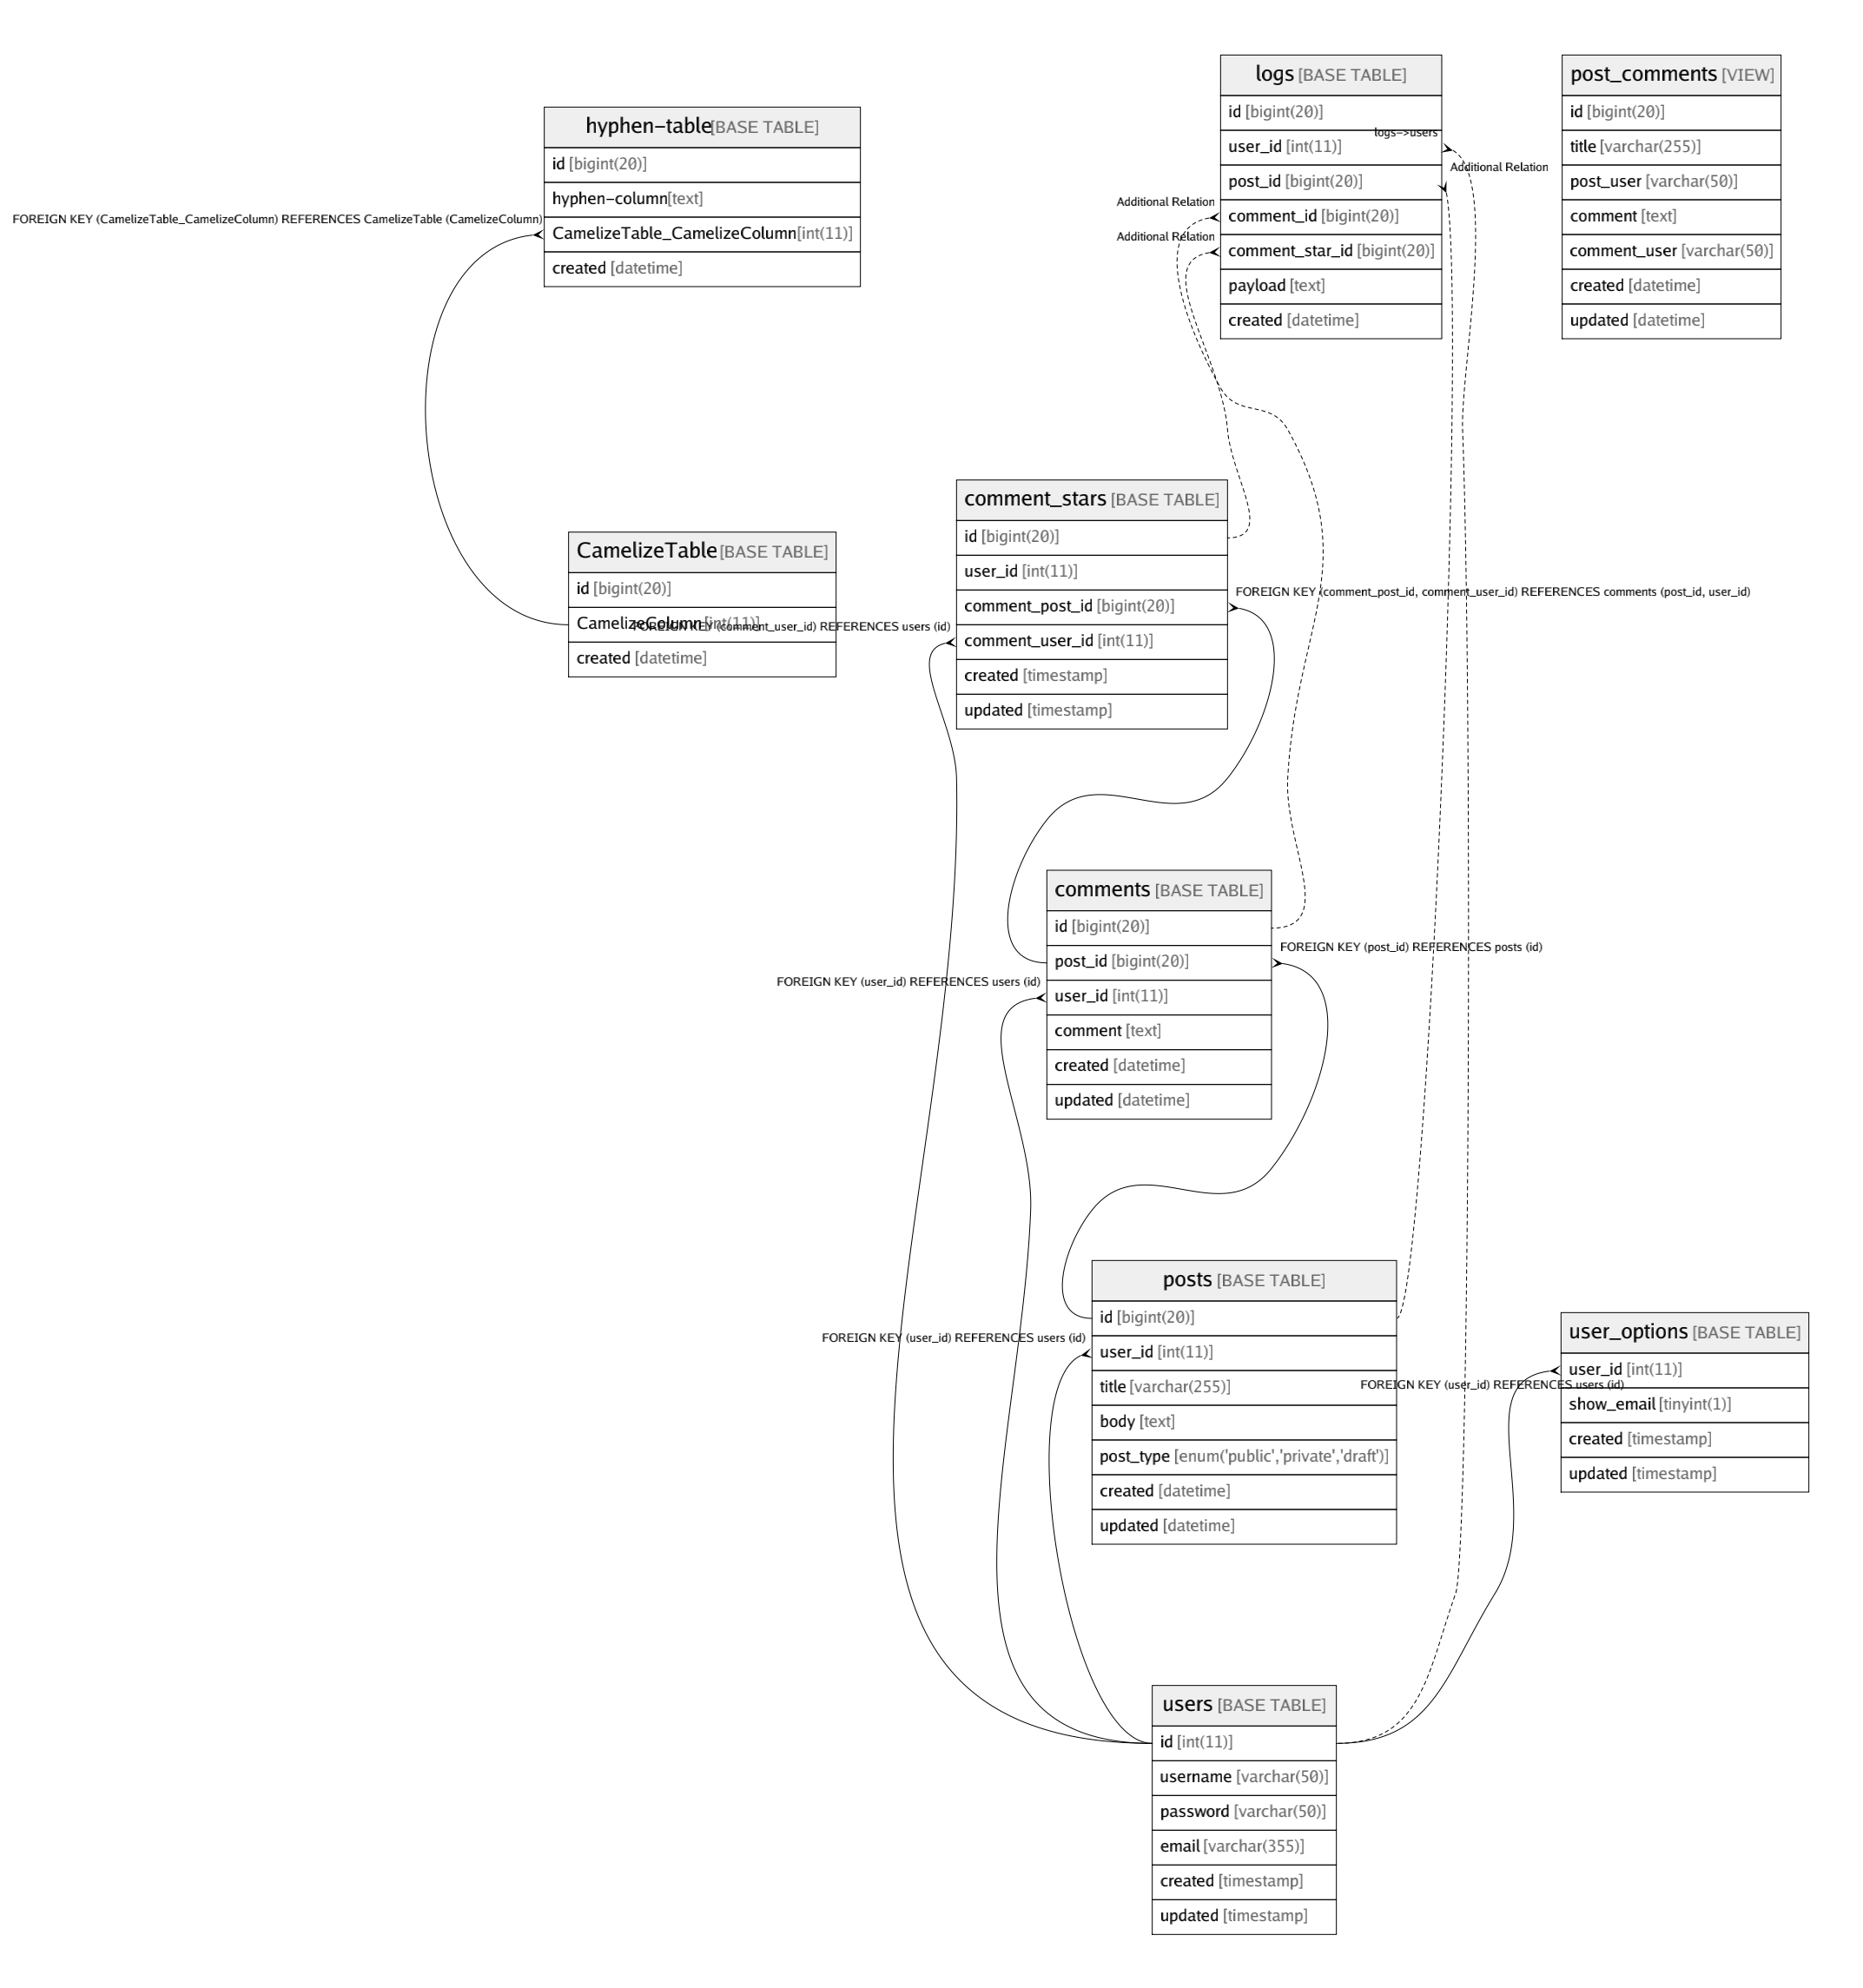 logs [BASE TABLE]
id [bigint(20)]
logs->users
user_id [int(11)]
Additional Relation
post_id [bigint(20)]
Additional Relation
comment_id [bigint(20)]
Additional Relation
comment_star_id [bigint(20)]
payload [text]
created [datetime]
post_comments [VIEW]
id [bigint(20)]
title [varchar(255)]
post_user [varchar(50)]
comment [text]
comment_user [varchar(50)]
created [datetime]
updated [datetime]
hyphen-table [BASE TABLE]
id [bigint(20)]
hyphen-column [text]
FOREIGN KEY (CamelizeTable_CamelizeColumn) REFERENCES CamelizeTable (CamelizeColumn)
CamelizeTable_CamelizeColumn [int(11)]
created [datetime]
CamelizeTable [BASE TABLE]
id [bigint(20)]
CamelizeColumn [int(11)]
created [datetime]
comment_stars [BASE TABLE]
id [bigint(20)]
user_id [int(11)]
FOREIGN KEY (comment_post_id, comment_user_id) REFERENCES comments (post_id, user_id)
comment_post_id [bigint(20)]
FOREIGN KEY (comment_user_id) REFERENCES users (id)
comment_user_id [int(11)]
created [timestamp]
updated [timestamp]
comments [BASE TABLE]
id [bigint(20)]
FOREIGN KEY (post_id) REFERENCES posts (id)
post_id [bigint(20)]
FOREIGN KEY (user_id) REFERENCES users (id)
user_id [int(11)]
comment [text]
created [datetime]
updated [datetime]
posts [BASE TABLE]
id [bigint(20)]
FOREIGN KEY (user_id) REFERENCES users (id)
user_id [int(11)]
title [varchar(255)]
body [text]
post_type [enum('public','private','draft')]
created [datetime]
updated [datetime]
user_options [BASE TABLE]
user_id [int(11)]
FOREIGN KEY (user_id) REFERENCES users (id)
show_email [tinyint(1)]
created [timestamp]
updated [timestamp]
users [BASE TABLE]
id [int(11)]
username [varchar(50)]
password [varchar(50)]
email [varchar(355)]
created [timestamp]
updated [timestamp]